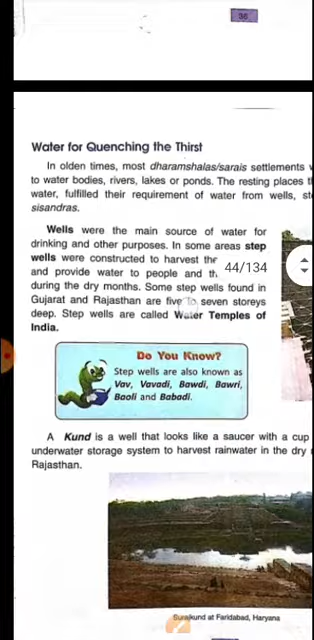 36
Water for Quenching the Thirst
In olden times, most dharamshalas/sarais settlements
to water bodies, rivers, lakes or ponds. The resting places
water, fulfilled their requirement of water from wells,
sisandras.
Wells were the main source of water for
drinking and other purposes. In some areas step
wells were constructed to harvest the
and provide water to people and
44/134
during the dry months. Some step wells found in
Gujarat and Rajasthan are five to seven storeys
deep. Step wells are called Water Temples of
India.
Do You Know?
Step wells are also known as
Vav, Vavadi, Bawdi, Bawri,
Baoli and Babadi.
A Kund is a well that looks like a saucer with a cup
underwater storage system to harvest rainwater in the dry
Rajasthan.
Surajkund at Faridabad, Haryana